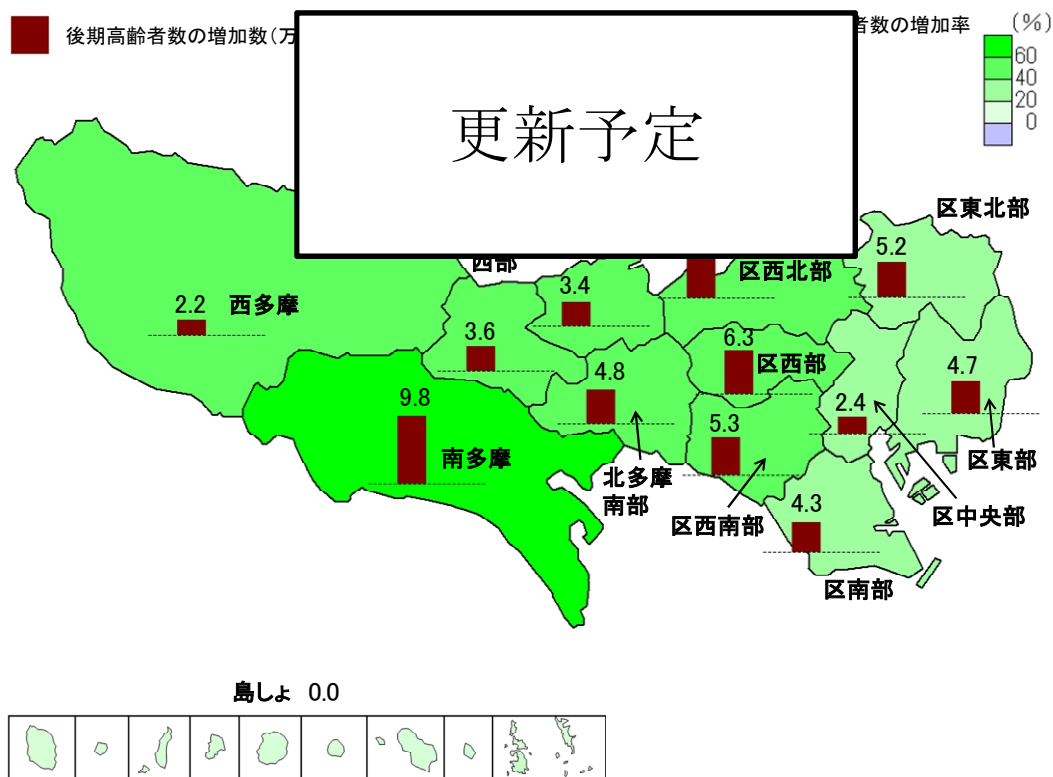 後期高齢者数の増加数(万
者数の増加率
(%)
60
40
20
0
更新予定
区東北部
5.2
西部
区西北部
2.2
西多摩
3.4
3.6
6.3
区西部
4.8
4.7
9.8
2.4
南多摩
5.3
北多摩
南部
区東部
区中央部
区西南部
4.3
区南部
島しょ 0.0